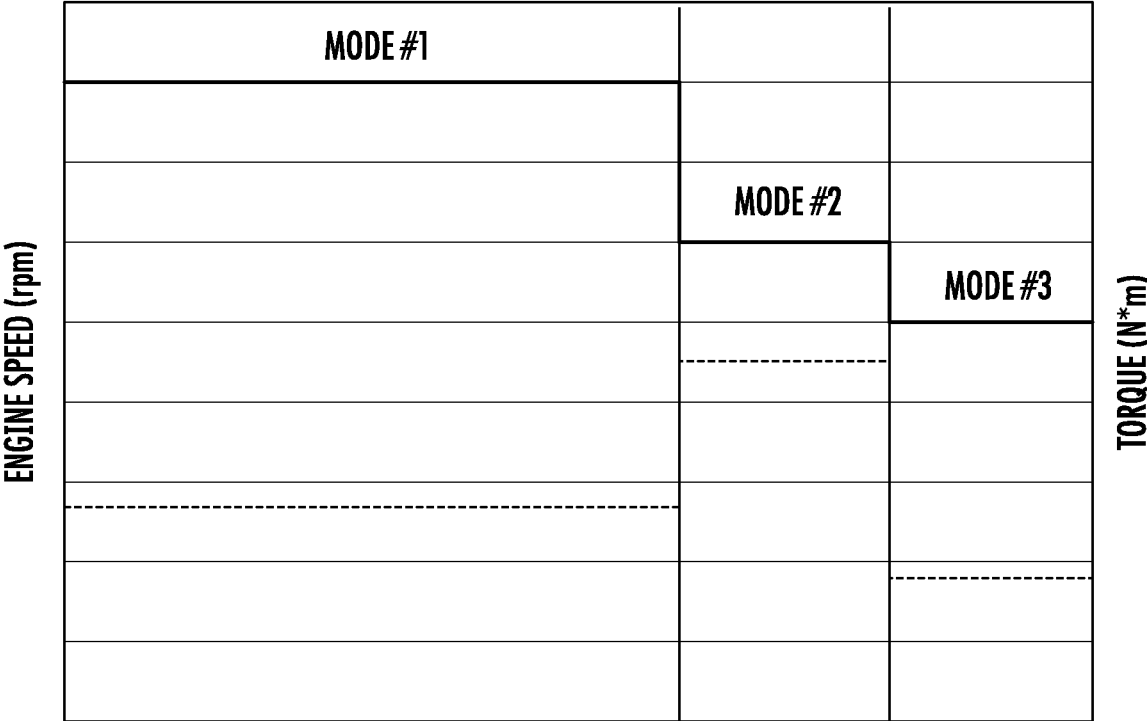 MODE #1
MODE #2
MODE #3
ENGINE SPEED (rpm)
TORQUE (N*m)